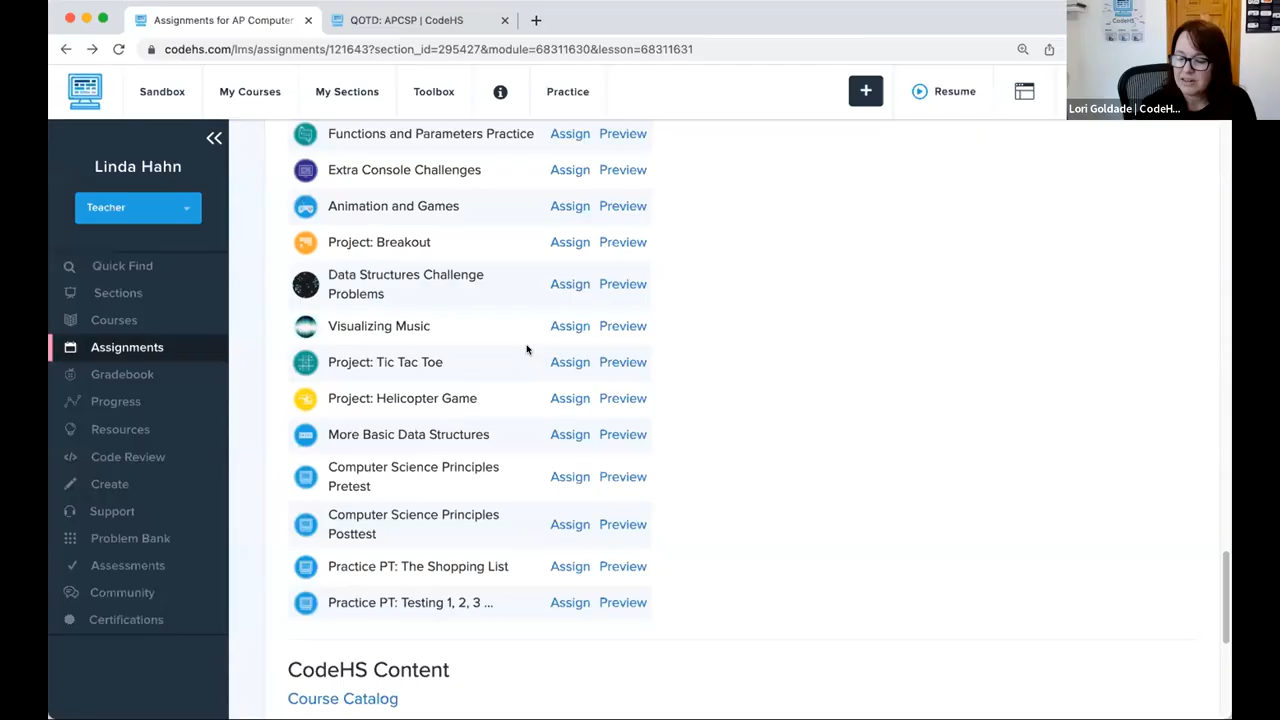 Assignments for AP Computer
QOTD: APCSP | CodeHS
codehs.com/lms/assignments/121643?section_id=295427&module=68311630&lesson=68311631
Sandbox
My Courses
My Sections
Toolbox
Practice
Resume
Lori Goldade | CodeH...
Linda Hahn
Teacher
Quick Find
Sections
Courses
Assignments
Gradebook
Progress
Resources
Code Review
Create
Support
Problem Bank
Assessments
Community
Certifications
Functions and Parameters Practice Assign Preview
Extra Console Challenges Assign Preview
Animation and Games Assign Preview
Project: Breakout Assign Preview
Data Structures Challenge
Problems Assign Preview
Visualizing Music Assign Preview
Project: Tic Tac Toe Assign Preview
Project: Helicopter Game Assign Preview
More Basic Data Structures Assign Preview
Computer Science Principles
Pretest Assign Preview
Computer Science Principles
Posttest Assign Preview
Practice PT: The Shopping List Assign Preview
Practice PT: Testing 1, 2, 3 ... Assign Preview
CodeHS Content
Course Catalog